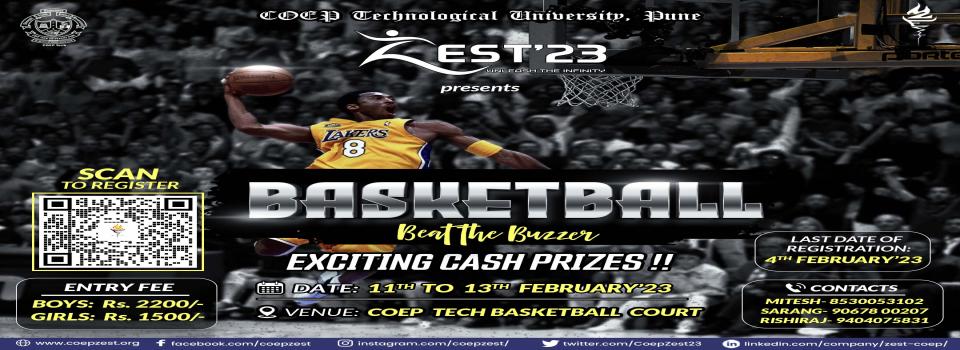 COEP Technological University, Pune
ZEST'23
UNLEASH THE INFINITY
presents
LAKERS
8
BASKETBALL
Beat the Buzzer
EXCITING CASH PRIZES !!
DATE: 11TH TO 13TH FEBRUARY'23
VENUE: COEP TECH BASKETBALL COURT
SCAN
TO REGISTER
ENTRY FEE
BOYS: Rs. 2200/-
GIRLS: Rs. 1500/-
LAST DATE OF
REGISTRATION:
4TH FEBRUARY'23
CONTACTS
MITESH- 8530053102
SARANG- 90678 00207
RISHIRAJ- 9404075831
www.coepzest.org facebook.com/coepzest instagram.com/coepzest/ twitter.com/CoepZest23 linkedin.com/company/zest-coep/